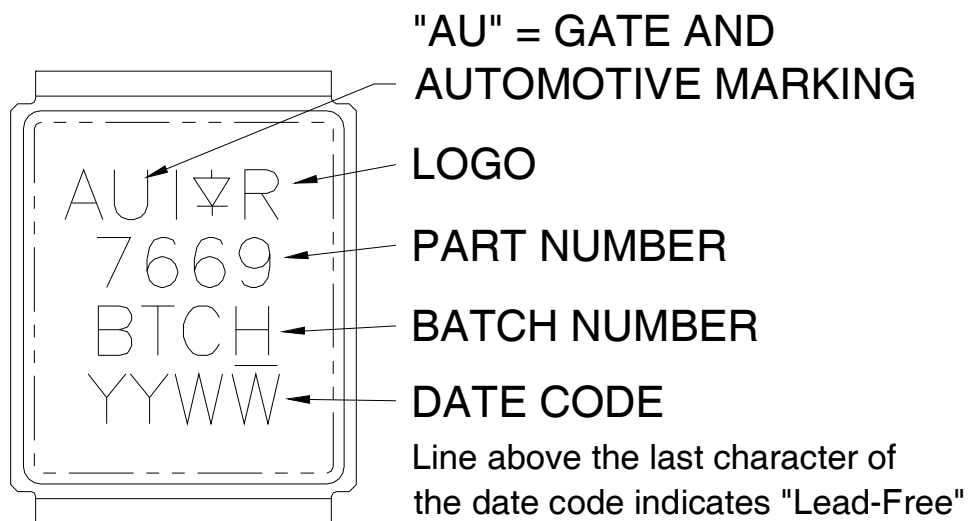 "AU" = GATE AND
AUTOMOTIVE MARKING
AUI R
LOGO
7669
PART NUMBER
BTCH
BATCH NUMBER
YYWW
DATE CODE
Line above the last character of
the date code indicates "Lead-Free"